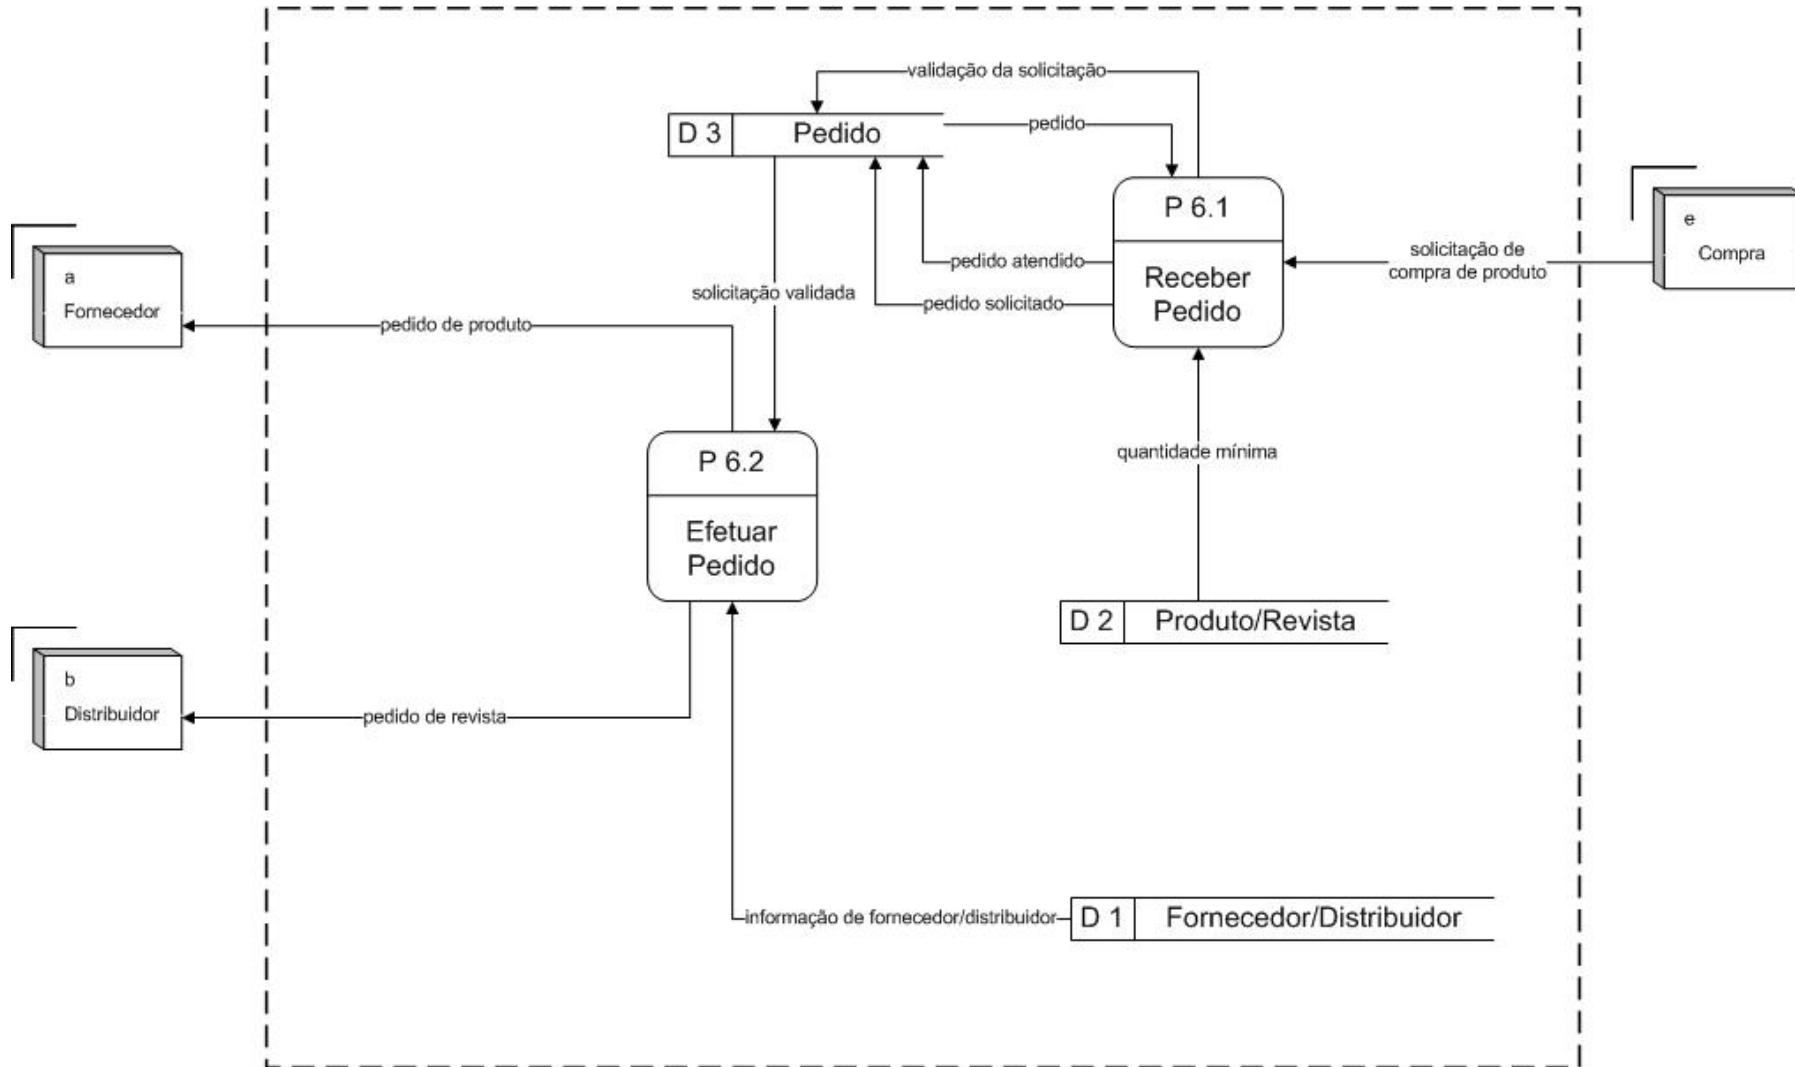 validação da solicitação
D 3
Pedido
pedido
P 6.1
Receber
Pedido
pedido atendido
pedido solicitado
solicitação de
compra de produto
e
Compra
a
Fornecedor
solicitação validada
pedido de produto
P 6.2
Efetuar
Pedido
quantidade mínima
D 2
Produto/Revista
b
Distribuidor
pedido de revista
informação de fornecedor/distribuidor
D 1
Fornecedor/Distribuidor